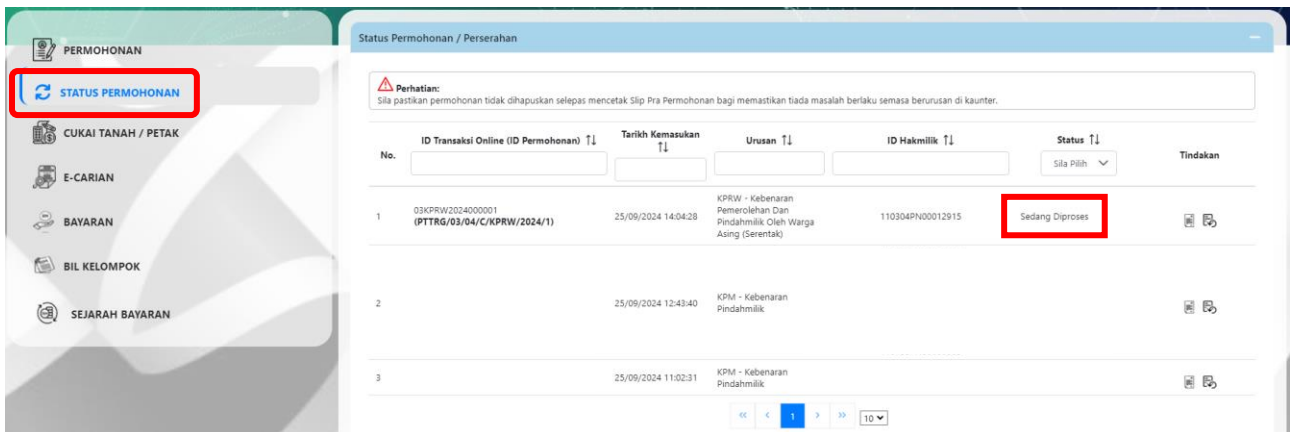 PERMOHONAN
STATUS PERMOHONAN
CUKAI TANAH / PETAK
E-CARIAN
BAYARAN
BIL KELOMPOK
SEJARAH BAYARAN
Status Permohonan / Perserahan
Perhatian:
Sila pastikan permohonan tidak dihapuskan selepas mencetak Slip Pra Permohonan bagi memastikan tiada masalah berlaku semasa berurusan di kaunter.
No.
ID Transaksi Online (ID Permohonan)
Tarikh Kemasukan
Urusan
ID Hakmilik
Status
Sila Pilih
Tindakan
1
03KPRW2024000001
(PTTRG/03/04/C/KPRW/2024/1)
25/09/2024 14:04:28
KPRW - Kebenaran
Pemerolehan Dan
Pindahmilik Oleh Warga
Asing (Serentak)
110304PN00012915
Sedang Diproses
2
25/09/2024 12:43:40
KPM - Kebenaran
Pindahmilik
3
25/09/2024 11:02:31
KPM - Kebenaran
Pindahmilik
« < 1 > » 10